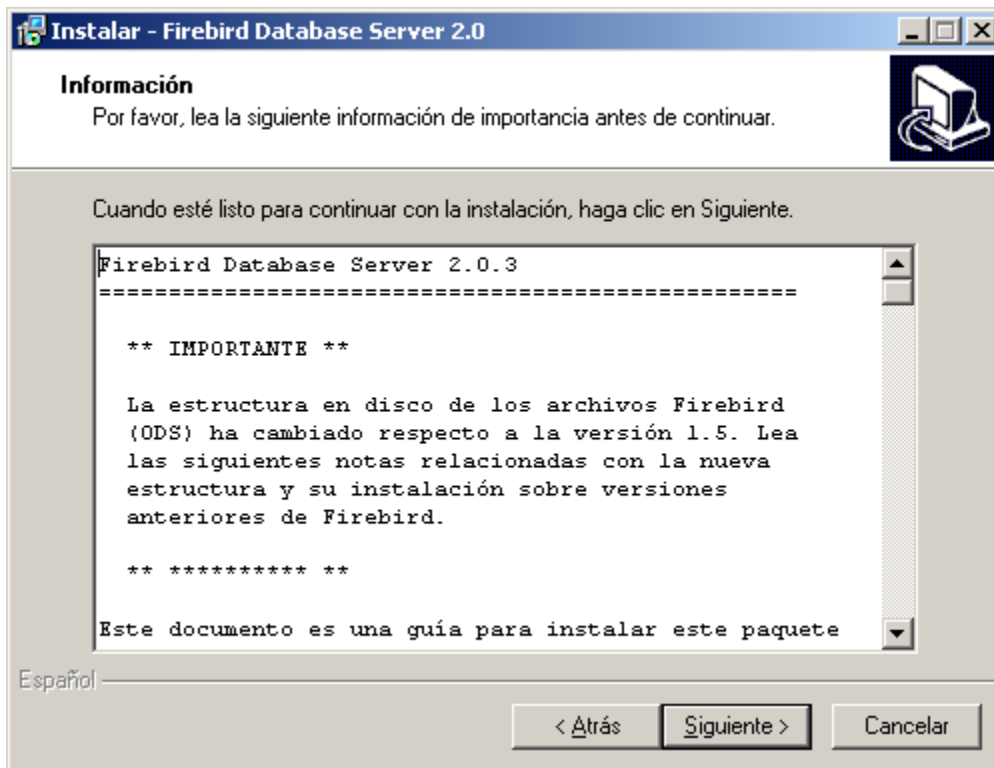 Instalar - Firebird Database Server 2.0
Información
Por favor, lea la siguiente información de importancia antes de continuar.
Cuando esté listo para continuar con la instalación, haga clic en Siguiente.
Firebird Database Server 2.0.3
==================================================
** IMPORTANTE **
La estructura en disco de los archivos Firebird
(ODS) ha cambiado respecto a la versión 1.5. Lea
las siguientes notas relacionadas con la nueva
estructura y su instalación sobre versiones
anteriores de Firebird.
** ********** **
Este documento es una guía para instalar este paquete
Español
< Atrás Siguiente > Cancelar